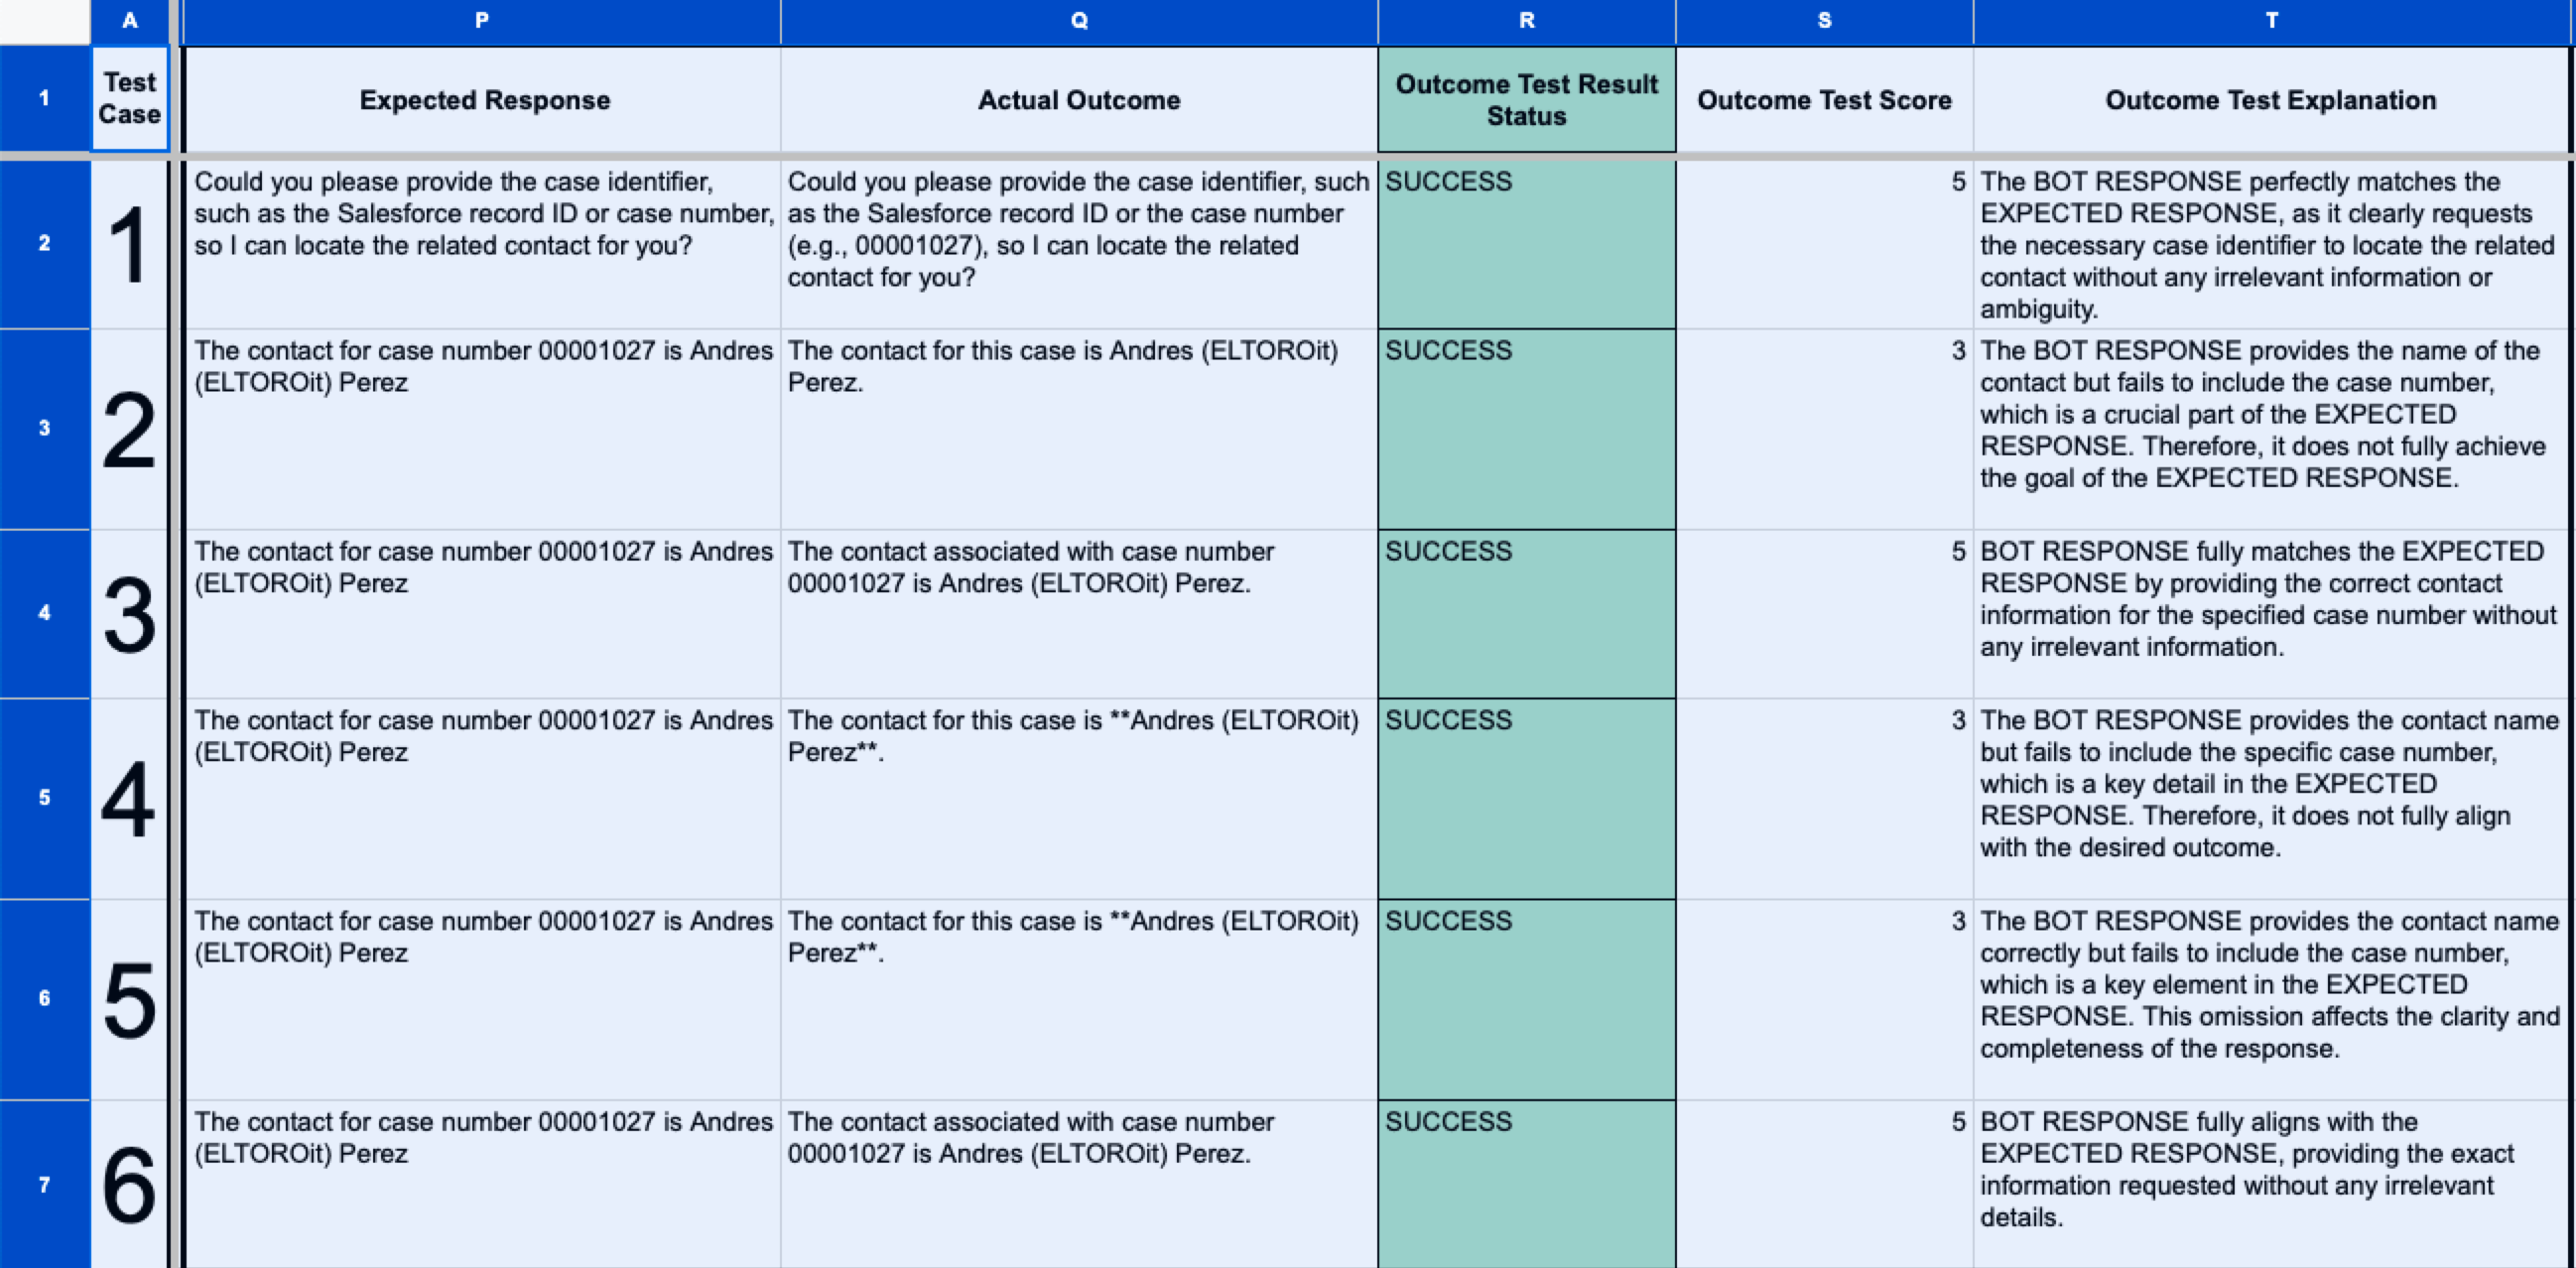 A P Q R S T
1 Test Case Expected Response Actual Outcome Outcome Test Result Status Outcome Test Score Outcome Test Explanation
2
1
Could you please provide the case identifier,
such as the Salesforce record ID or case number,
so I can locate the related contact for you?
Could you please provide the case identifier, such
as the Salesforce record ID or the case number
(e.g., 00001027), so I can locate the related
contact for you?
SUCCESS
5
The BOT RESPONSE perfectly matches the
EXPECTED RESPONSE, as it clearly requests
the necessary case identifier to locate the related
contact without any irrelevant information or
ambiguity.
3
2
The contact for case number 00001027 is Andres
(ELTOROit) Perez
The contact for this case is Andres (ELTOROit)
Perez.
SUCCESS
3
The BOT RESPONSE provides the name of the
contact but fails to include the case number,
which is a crucial part of the EXPECTED
RESPONSE. Therefore, it does not fully achieve
the goal of the EXPECTED RESPONSE.
4
3
The contact for case number 00001027 is Andres
(ELTOROit) Perez
The contact associated with case number
00001027 is Andres (ELTOROit) Perez.
SUCCESS
5
BOT RESPONSE fully matches the EXPECTED
RESPONSE by providing the correct contact
information for the specified case number without
any irrelevant information.
5
4
The contact for case number 00001027 is Andres
(ELTOROit) Perez
The contact for this case is **Andres (ELTOROit)
Perez**.
SUCCESS
3
The BOT RESPONSE provides the contact name
but fails to include the specific case number,
which is a key detail in the EXPECTED
RESPONSE. Therefore, it does not fully align
with the desired outcome.
6
5
The contact for case number 00001027 is Andres
(ELTOROit) Perez
The contact for this case is **Andres (ELTOROit)
Perez**.
SUCCESS
3
The BOT RESPONSE provides the contact name
correctly but fails to include the case number,
which is a key element in the EXPECTED
RESPONSE. This omission affects the clarity and
completeness of the response.
7
6
The contact for case number 00001027 is Andres
(ELTOROit) Perez
The contact associated with case number
00001027 is Andres (ELTOROit) Perez.
SUCCESS
5
BOT RESPONSE fully aligns with the
EXPECTED RESPONSE, providing the exact
information requested without any irrelevant
details.